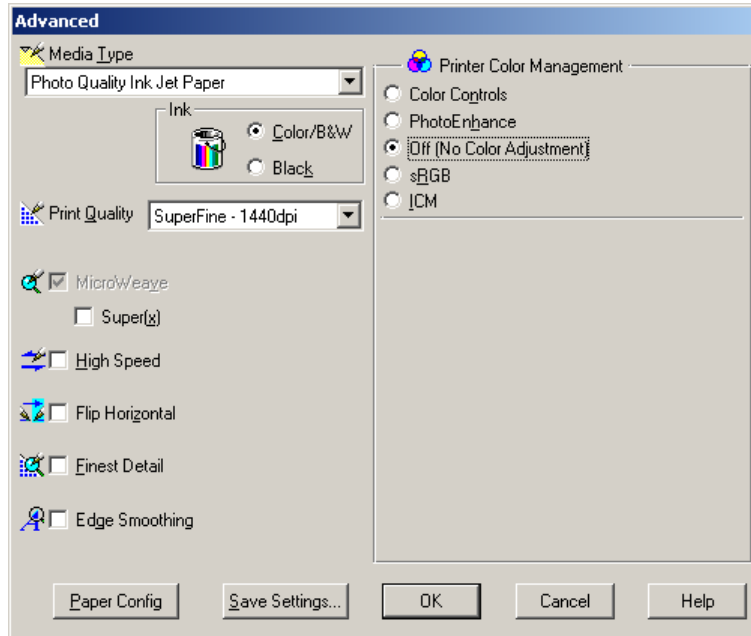 Advanced
Media Type
Photo Quality Ink Jet Paper
Ink
Color/B&W
Black
Print Quality
SuperFine - 1440dpi
MicroWeave
Super(x)
High Speed
Flip Horizontal
Finest Detail
Edge Smoothing
Printer Color Management
Color Controls
PhotoEnhance
Off (No Color Adjustment)
sRGB
ICM
Paper Config
Save Settings...
OK
Cancel
Help